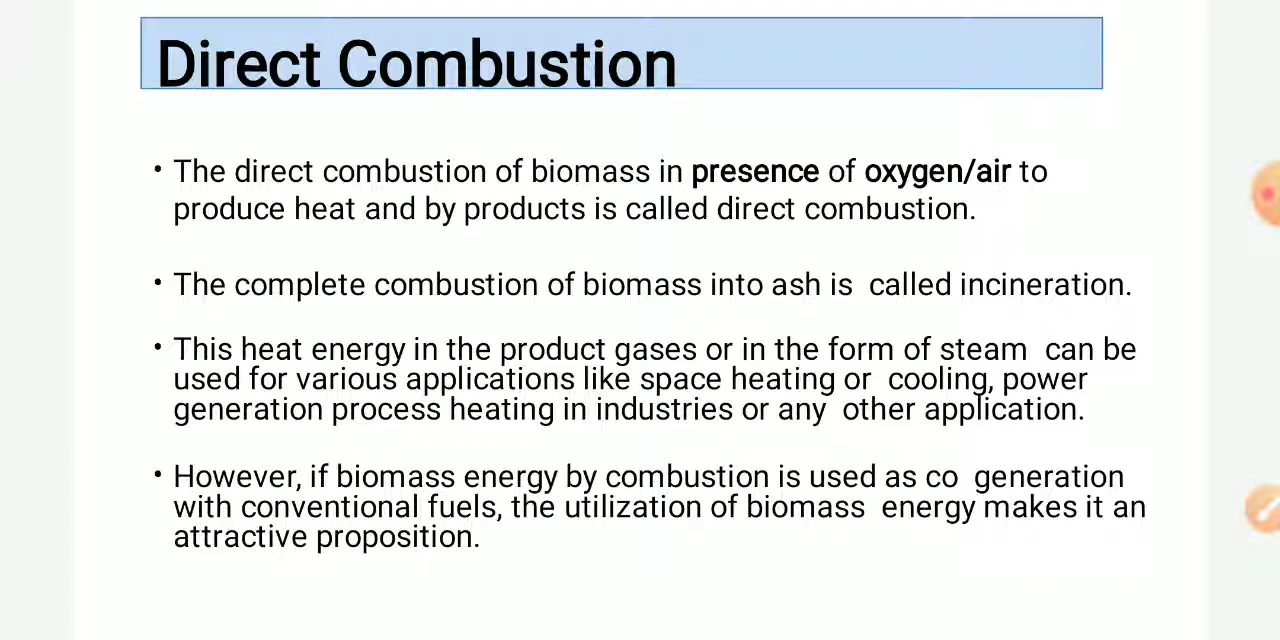 Direct Combustion
• The direct combustion of biomass in presence of oxygen/air to
produce heat and by products is called direct combustion.
• The complete combustion of biomass into ash is called incineration.
• This heat energy in the product gases or in the form of steam can be
used for various applications like space heating or cooling, power
generation process heating in industries or any other application.
• However, if biomass energy by combustion is used as co generation
with conventional fuels, the utilization of biomass energy makes it an
attractive proposition.